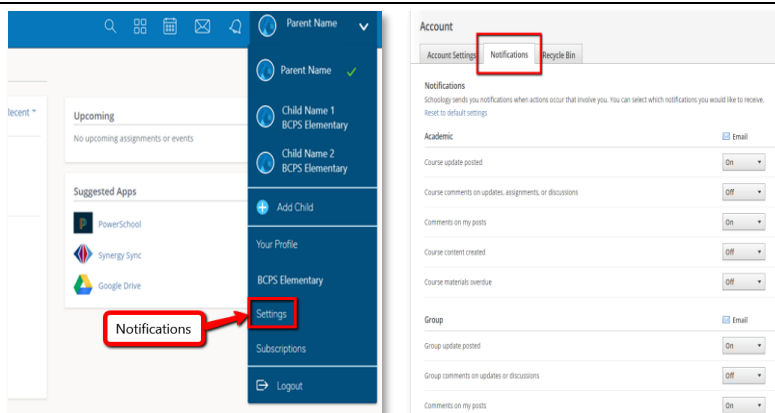 Parent Name
Recent
Upcoming
No upcoming assignments or events
Suggested Apps
PowerSchool
Synergy Sync
Google Drive
Notifications
Parent Name
Child Name 1
BCPS Elementary
Child Name 2
BCPS Elementary
Add Child
Your Profile
BCPS Elementary
Settings
Subscriptions
Logout
Account
Account Settings
Notifications
Recycle Bin
Notifications
Schoology sends you notifications when actions occur that involve you. You can select which notifications you would like to receive.
Reset to default settings
Academic Email
Course update posted On
Course comments on updates, assignments, or discussions Off
Comments on my posts On
Course content created Off
Course materials overdue Off
Group Email
Group update posted On
Group comments on updates or discussions Off
Comments on my posts On